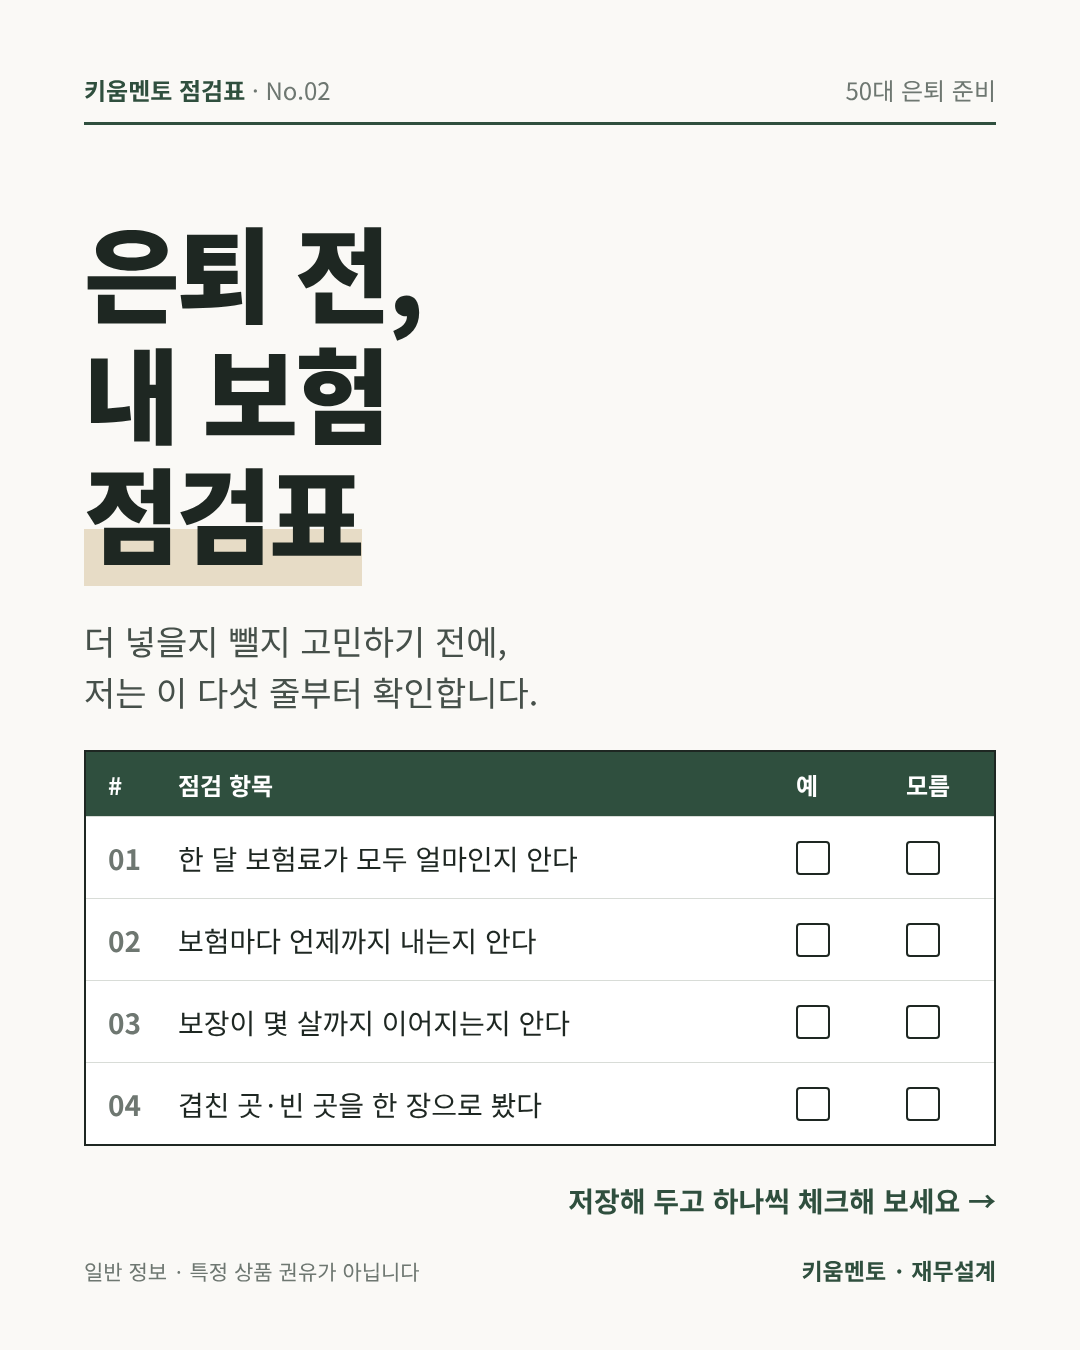 키움멘토 점검표 · No.02
50대 은퇴 준비
은퇴 전,
내 보험
점검표
더 넣을지 뺄지 고민하기 전에,
저는 이 다섯 줄부터 확인합니다.
# 점검 항목 예 모름
01 한 달 보험료가 모두 얼마인지 안다
02 보험마다 언제까지 내는지 안다
03 보장이 몇 살까지 이어지는지 안다
04 겹친 곳·빈 곳을 한 장으로 봤다
저장해 두고 하나씩 체크해 보세요 →
일반 정보 · 특정 상품 권유가 아닙니다
키움멘토 · 재무설계